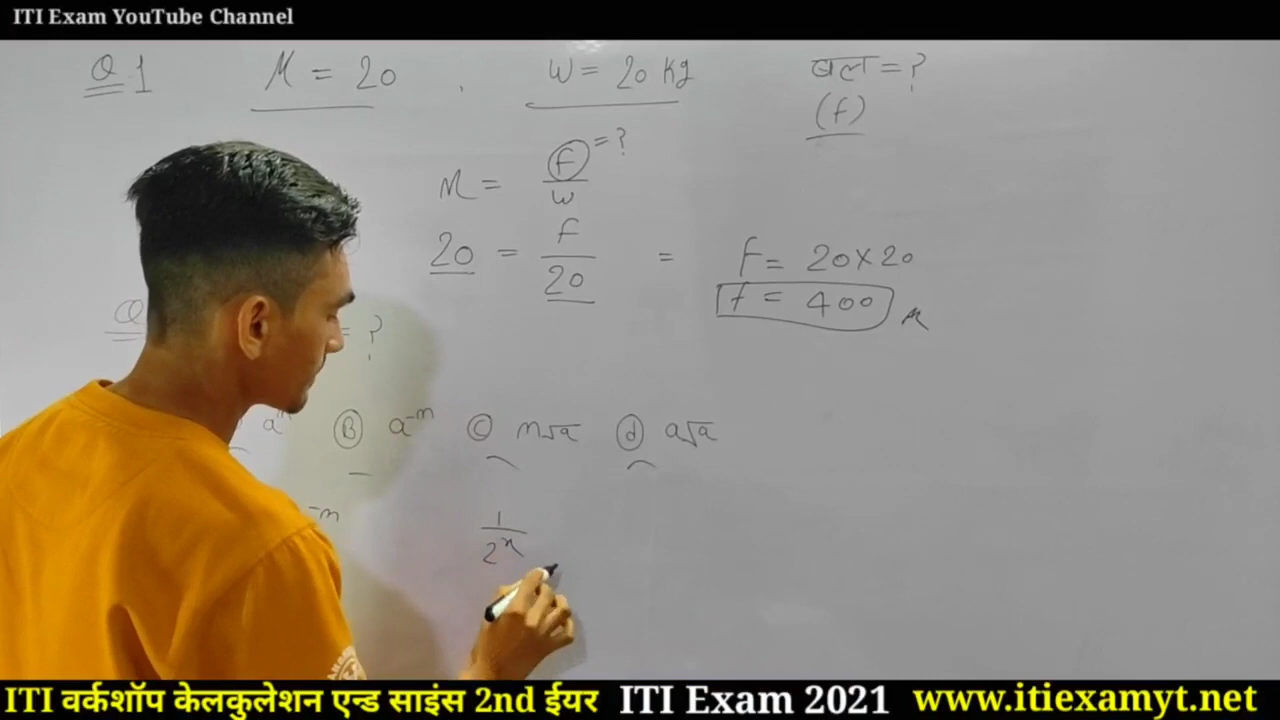 ITI Exam YouTube Channel
Q 1 M = 20 , W = 20 Kg बल = ?
(f)
M = F/W = ?
20 = f/20 = F = 20 × 20
f = 400
Q = ?
a^n (B) a^-m (C) m√a (d) a√a
-m 1/2^x
ITI वर्कशॉप केलकुलेशन एन्ड साइंस 2nd ईयर ITI Exam 2021 www.itiexamyt.net